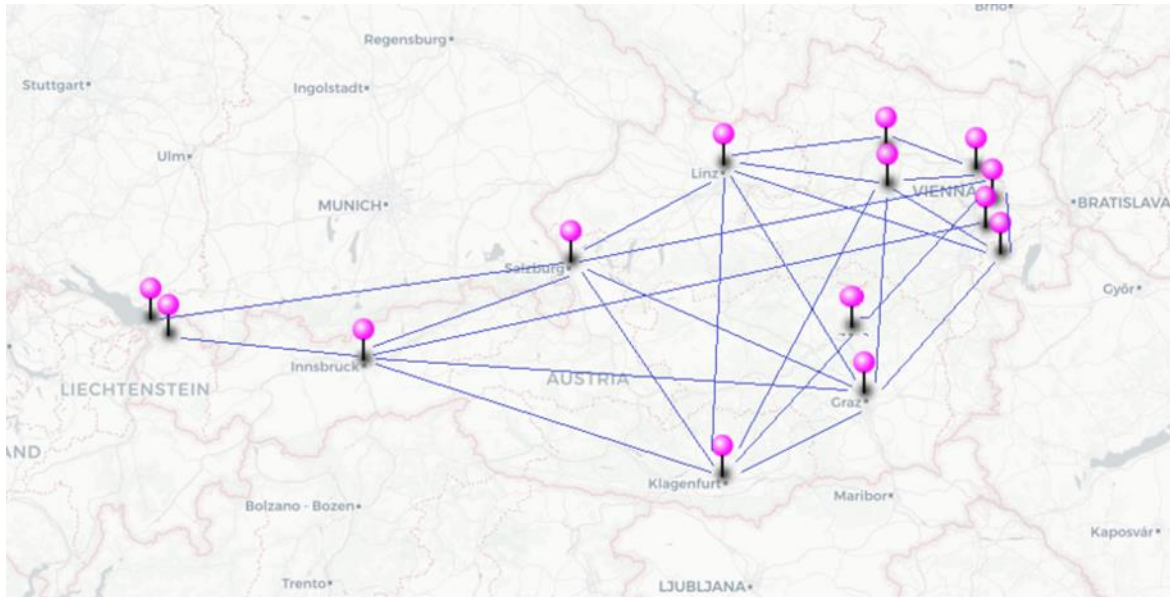 Brno
Regensburg
Stuttgart
Ingolstadt
Ulm
Linz
VIENNA
MUNICH
BRATISLAVA
Salzburg
Győr
Innsbruck
AUSTRIA
LIECHTENSTEIN
Graz
AND
Klagenfurt
Maribor
Bolzano - Bozen
Kaposvár
Trento
LJUBLJANA